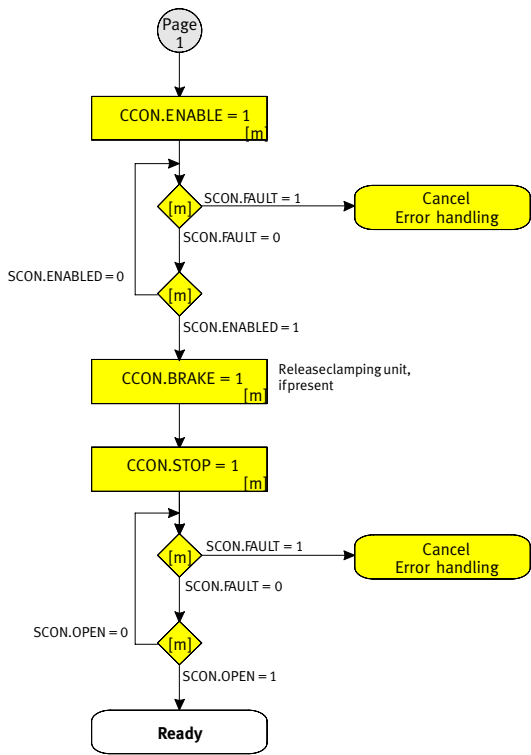 Page
1
CCON.ENABLE = 1
[m]
[m]
SCON.FAULT = 1
Cancel
Error handling
SCON.FAULT = 0
SCON.ENABLED = 0
[m]
SCON.ENABLED = 1
CCON.BRAKE = 1
[m]
Releaseclamping unit,
ifpresent
CCON.STOP = 1
[m]
[m]
SCON.FAULT = 1
Cancel
Error handling
SCON.FAULT = 0
SCON.OPEN = 0
[m]
SCON.OPEN = 1
Ready